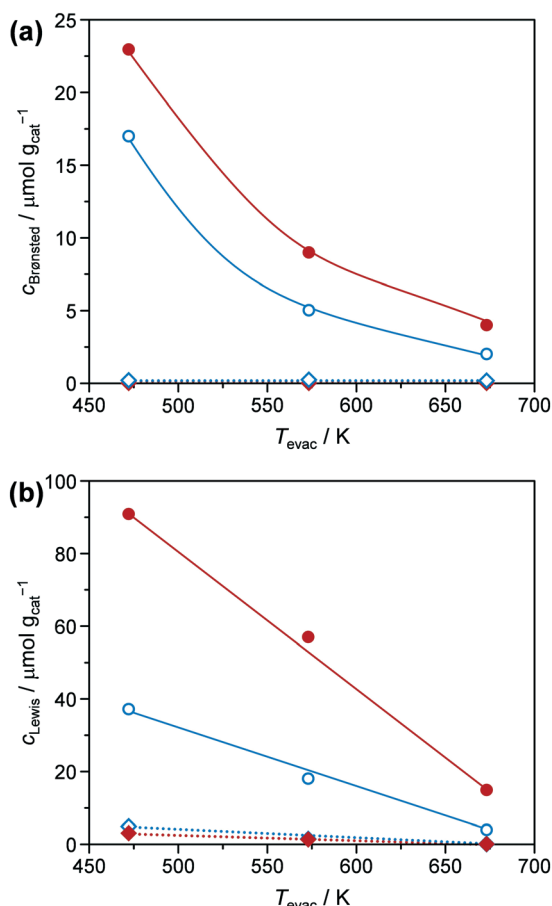 (a)
25
20
15
10
5
0
c_Brønsted / μmol g_cat⁻¹
450 500 550 600 650 700
T_evac / K
(b)
100
80
60
40
20
0
c_Lewis / μmol g_cat⁻¹
450 500 550 600 650 700
T_evac / K